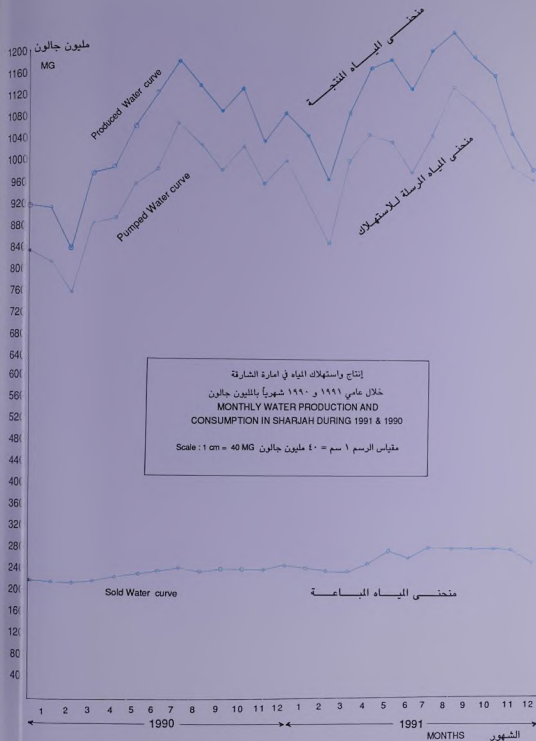 مليون جالون
MG
1200
1160
1120
1080
1040
1000
960
920
880
840
800
760
720
680
640
600
560
520
480
440
400
360
320
280
240
200
160
120
80
40
Produced Water curve
منحنى المياه المنتجة
Pumped Water curve
منحنى المياه المرسلة للاستهلاك
إنتاج واستهلاك المياه في امارة الشارقة
خلال عامي ١٩٩١ و ١٩٩٠ شهرياً بالمليون جالون
MONTHLY WATER PRODUCTION AND
CONSUMPTION IN SHARJAH DURING 1991 & 1990
Scale : 1 cm = 40 MG مقياس الرسم ١ سم = ٤٠ مليون جالون
Sold Water curve
منحنى المياه المباعة
1 2 3 4 5 6 7 8 9 10 11 12 1 2 3 4 5 6 7 8 9 10 11 12
1990 1991
MONTHS الشهور